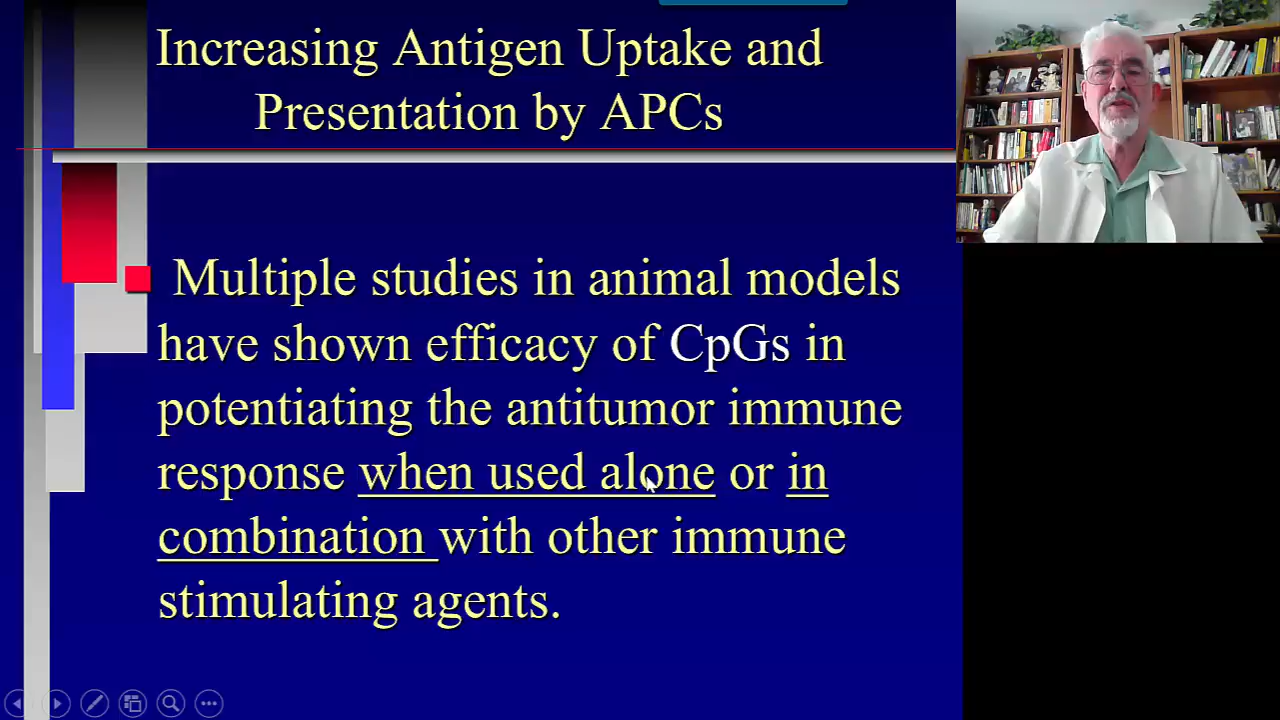 Increasing Antigen Uptake and
Presentation by APCs
Multiple studies in animal models
have shown efficacy of CpGs in
potentiating the antitumor immune
response when used alone or in
combination with other immune
stimulating agents.